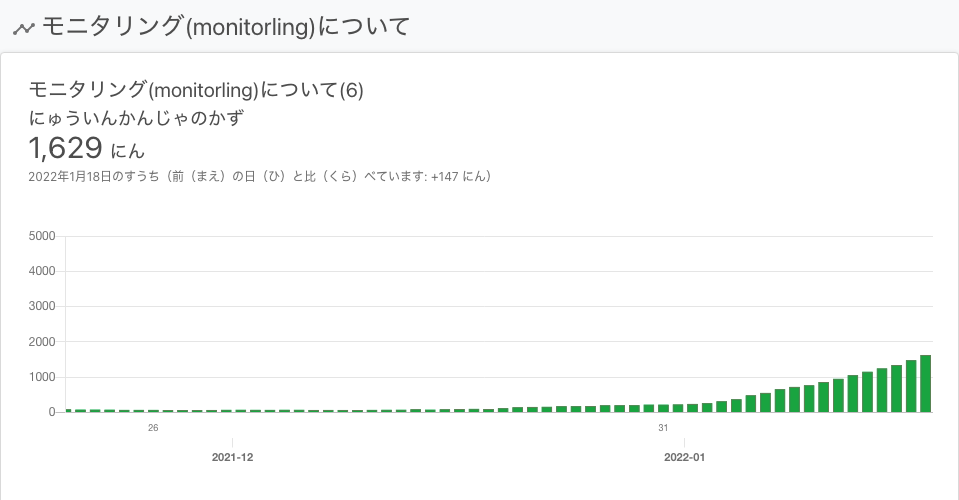 モニタリング(monitorling)について
モニタリング(monitorling)について(6)
にゅういんかんじゃのかず
1,629 にん
2022年1月18日のすうち（前（まえ）の日（ひ）と比（くら）べています: +147 にん）
5000
4000
3000
2000
1000
0
26 31
2021-12 2022-01